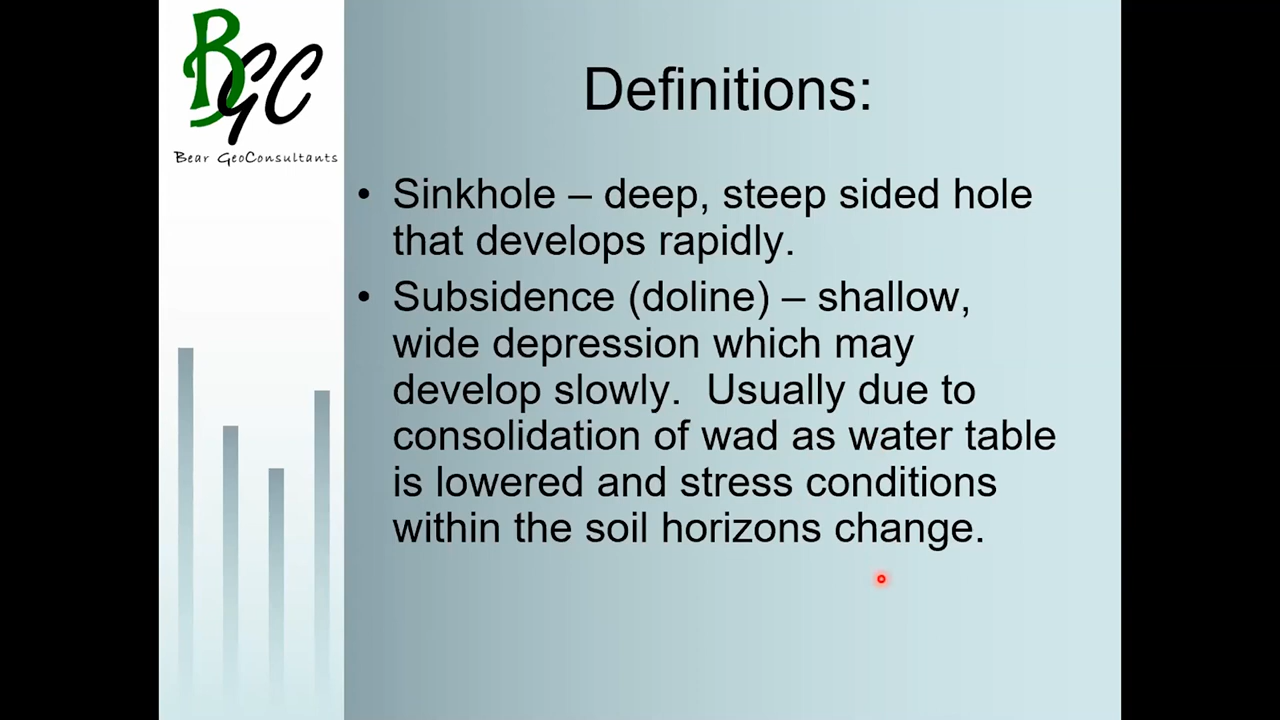 BGC
Bear GeoConsultants
Definitions:
• Sinkhole – deep, steep sided hole
that develops rapidly.
• Subsidence (doline) – shallow,
wide depression which may
develop slowly.  Usually due to
consolidation of wad as water table
is lowered and stress conditions
within the soil horizons change.